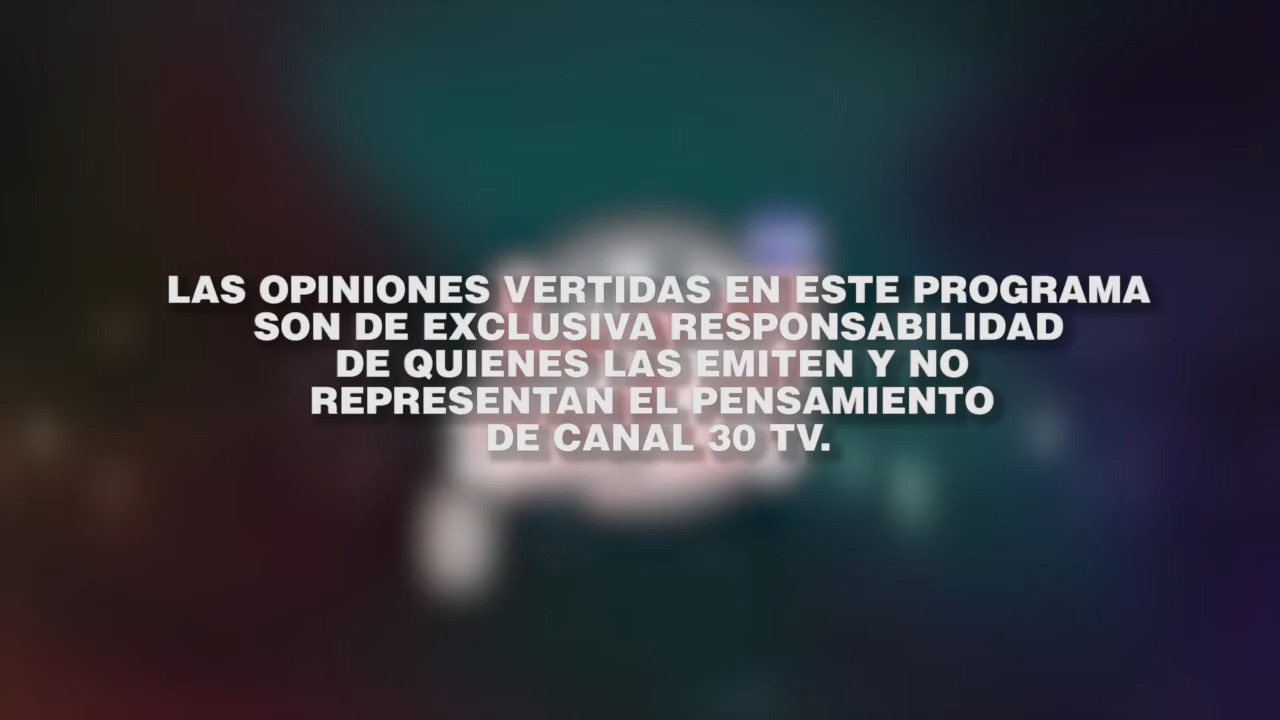 LAS OPINIONES VERTIDAS EN ESTE PROGRAMA
SON DE EXCLUSIVA RESPONSABILIDAD
DE QUIENES LAS EMITEN Y NO
REPRESENTAN EL PENSAMIENTO
DE CANAL 30 TV.